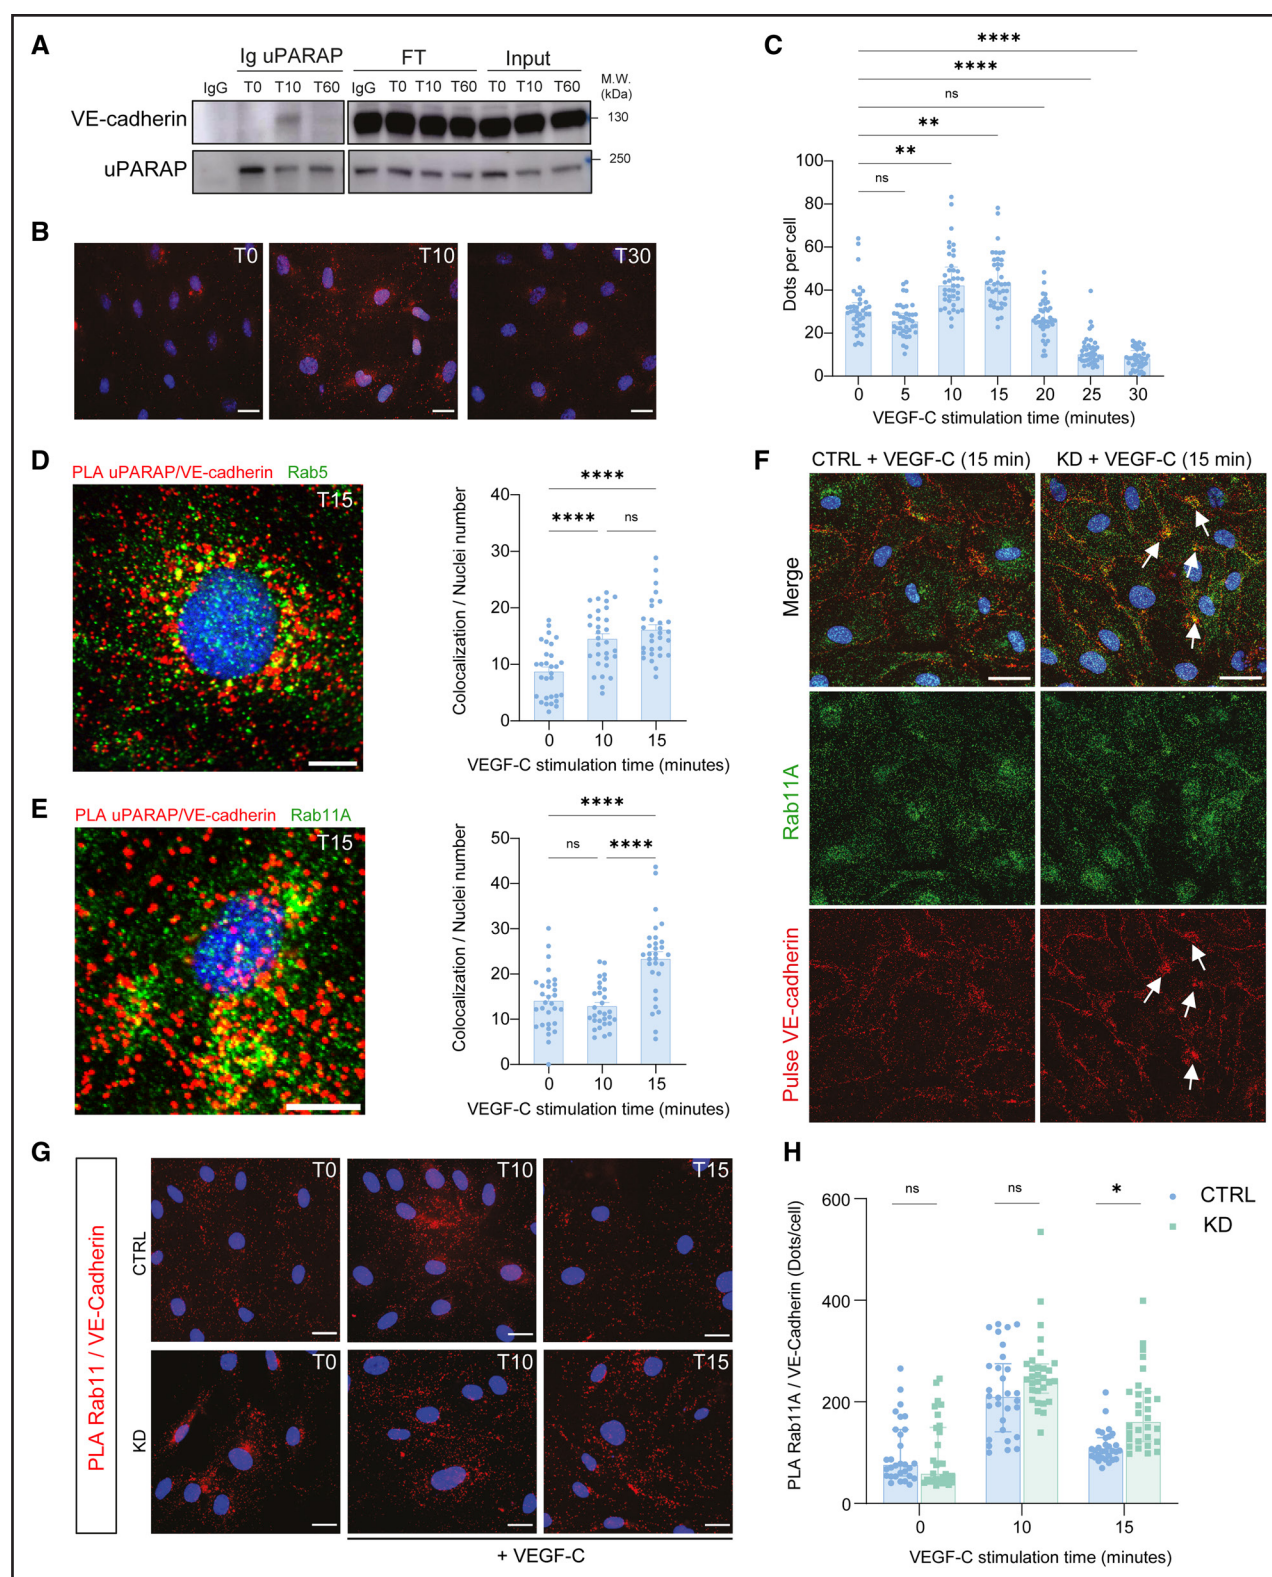 A
Ig uPARAP FT Input
IgG T0 T10 T60 IgG T0 T10 T60 T0 T10 T60 M.W. (kDa)
VE-cadherin 130
uPARAP 250
B
T0 T10 T30
C
****
****
ns
**
**
ns
Dots per cell
100
80
60
40
20
0
0 5 10 15 20 25 30
VEGF-C stimulation time (minutes)
D
PLA uPARAP/VE-cadherin Rab5
T15
Colocalization / Nuclei number
****
**** ns
40
30
20
10
0
0 10 15
VEGF-C stimulation time (minutes)
E
PLA uPARAP/VE-cadherin Rab11A
T15
Colocalization / Nuclei number
****
ns ****
50
40
30
20
10
0
0 10 15
VEGF-C stimulation time (minutes)
F
CTRL + VEGF-C (15 min) KD + VEGF-C (15 min)
Merge
Rab11A
Pulse VE-cadherin
G
PLA Rab11 / VE-Cadherin
CTRL
T0 T10 T15
KD
T0 T10 T15
+ VEGF-C
H
PLA Rab11A / VE-Cadherin (Dots/cell)
ns ns *
CTRL
KD
600
400
200
0
0 10 15
VEGF-C stimulation time (minutes)